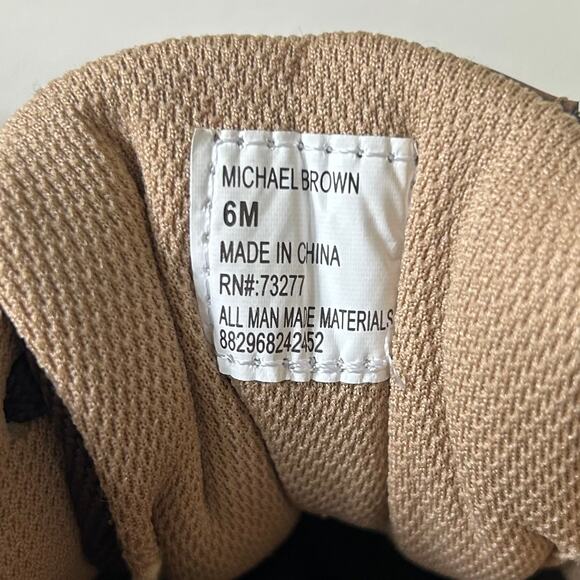 MICHAEL BROWN
6M
MADE IN CHINA
RN#:73277
ALL MAN MADE MATERIALS
882968242452